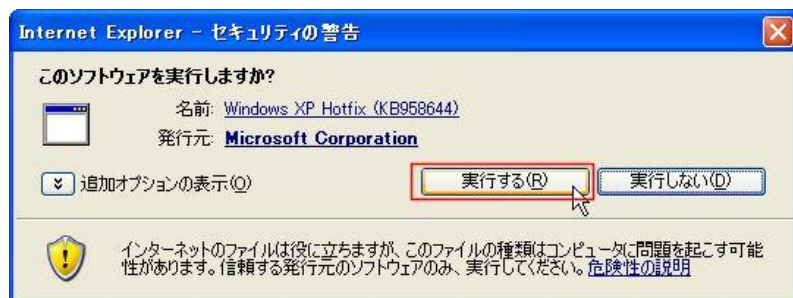 Internet Explorer - セキュリティの警告
このソフトウェアを実行しますか?
名前: Windows XP Hotfix (KB958644)
発行元: Microsoft Corporation
追加オプションの表示(O) 実行する(R) 実行しない(D)
インターネットのファイルは役に立ちますが、このファイルの種類はコンピュータに問題を起こす可能
性があります。信頼する発行元のソフトウェアのみ、実行してください。危険性の説明